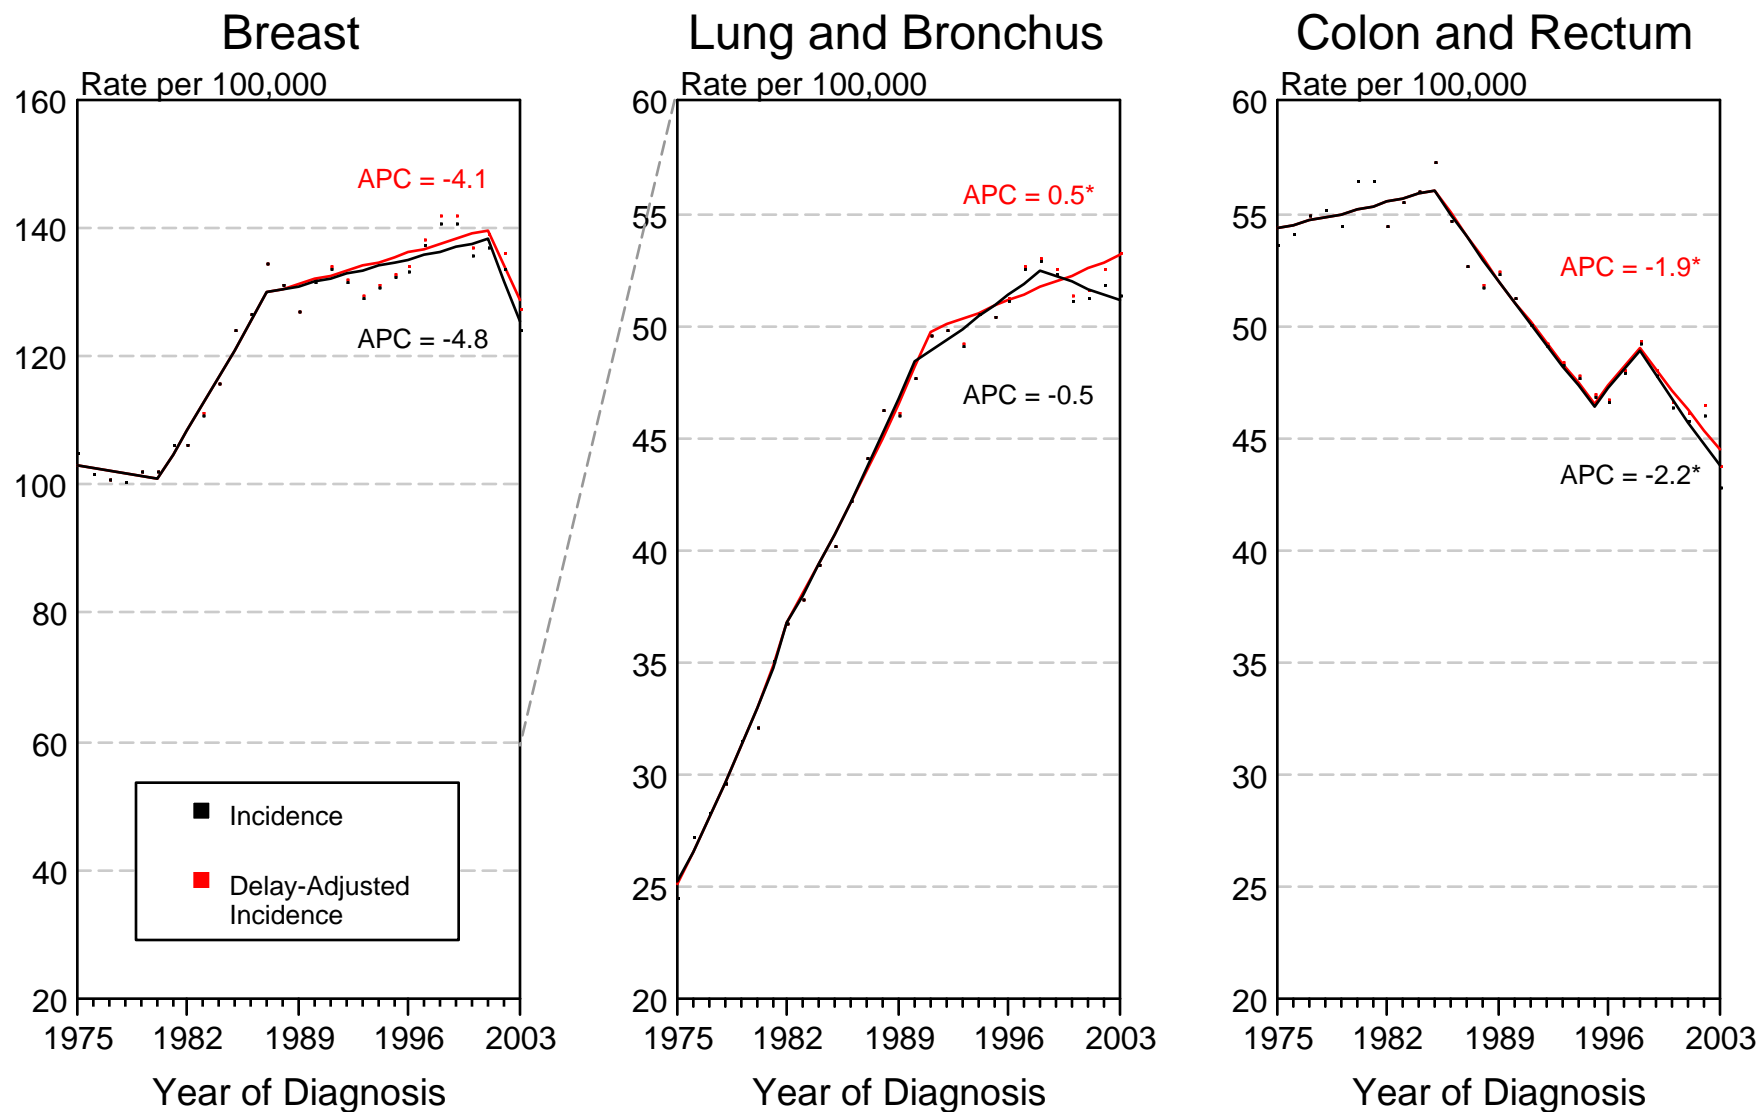 Breast
Rate per 100,000
160
140
120
100
80
60
40
20
APC = -4.1
APC = -4.8
Incidence
Delay-Adjusted
Incidence
1975 1982 1989 1996 2003
Year of Diagnosis
Lung and Bronchus
Rate per 100,000
60
55
50
45
40
35
30
25
20
APC = 0.5*
APC = -0.5
1975 1982 1989 1996 2003
Year of Diagnosis
Colon and Rectum
Rate per 100,000
60
55
50
45
40
35
30
25
20
APC = -1.9*
APC = -2.2*
1975 1982 1989 1996 2003
Year of Diagnosis